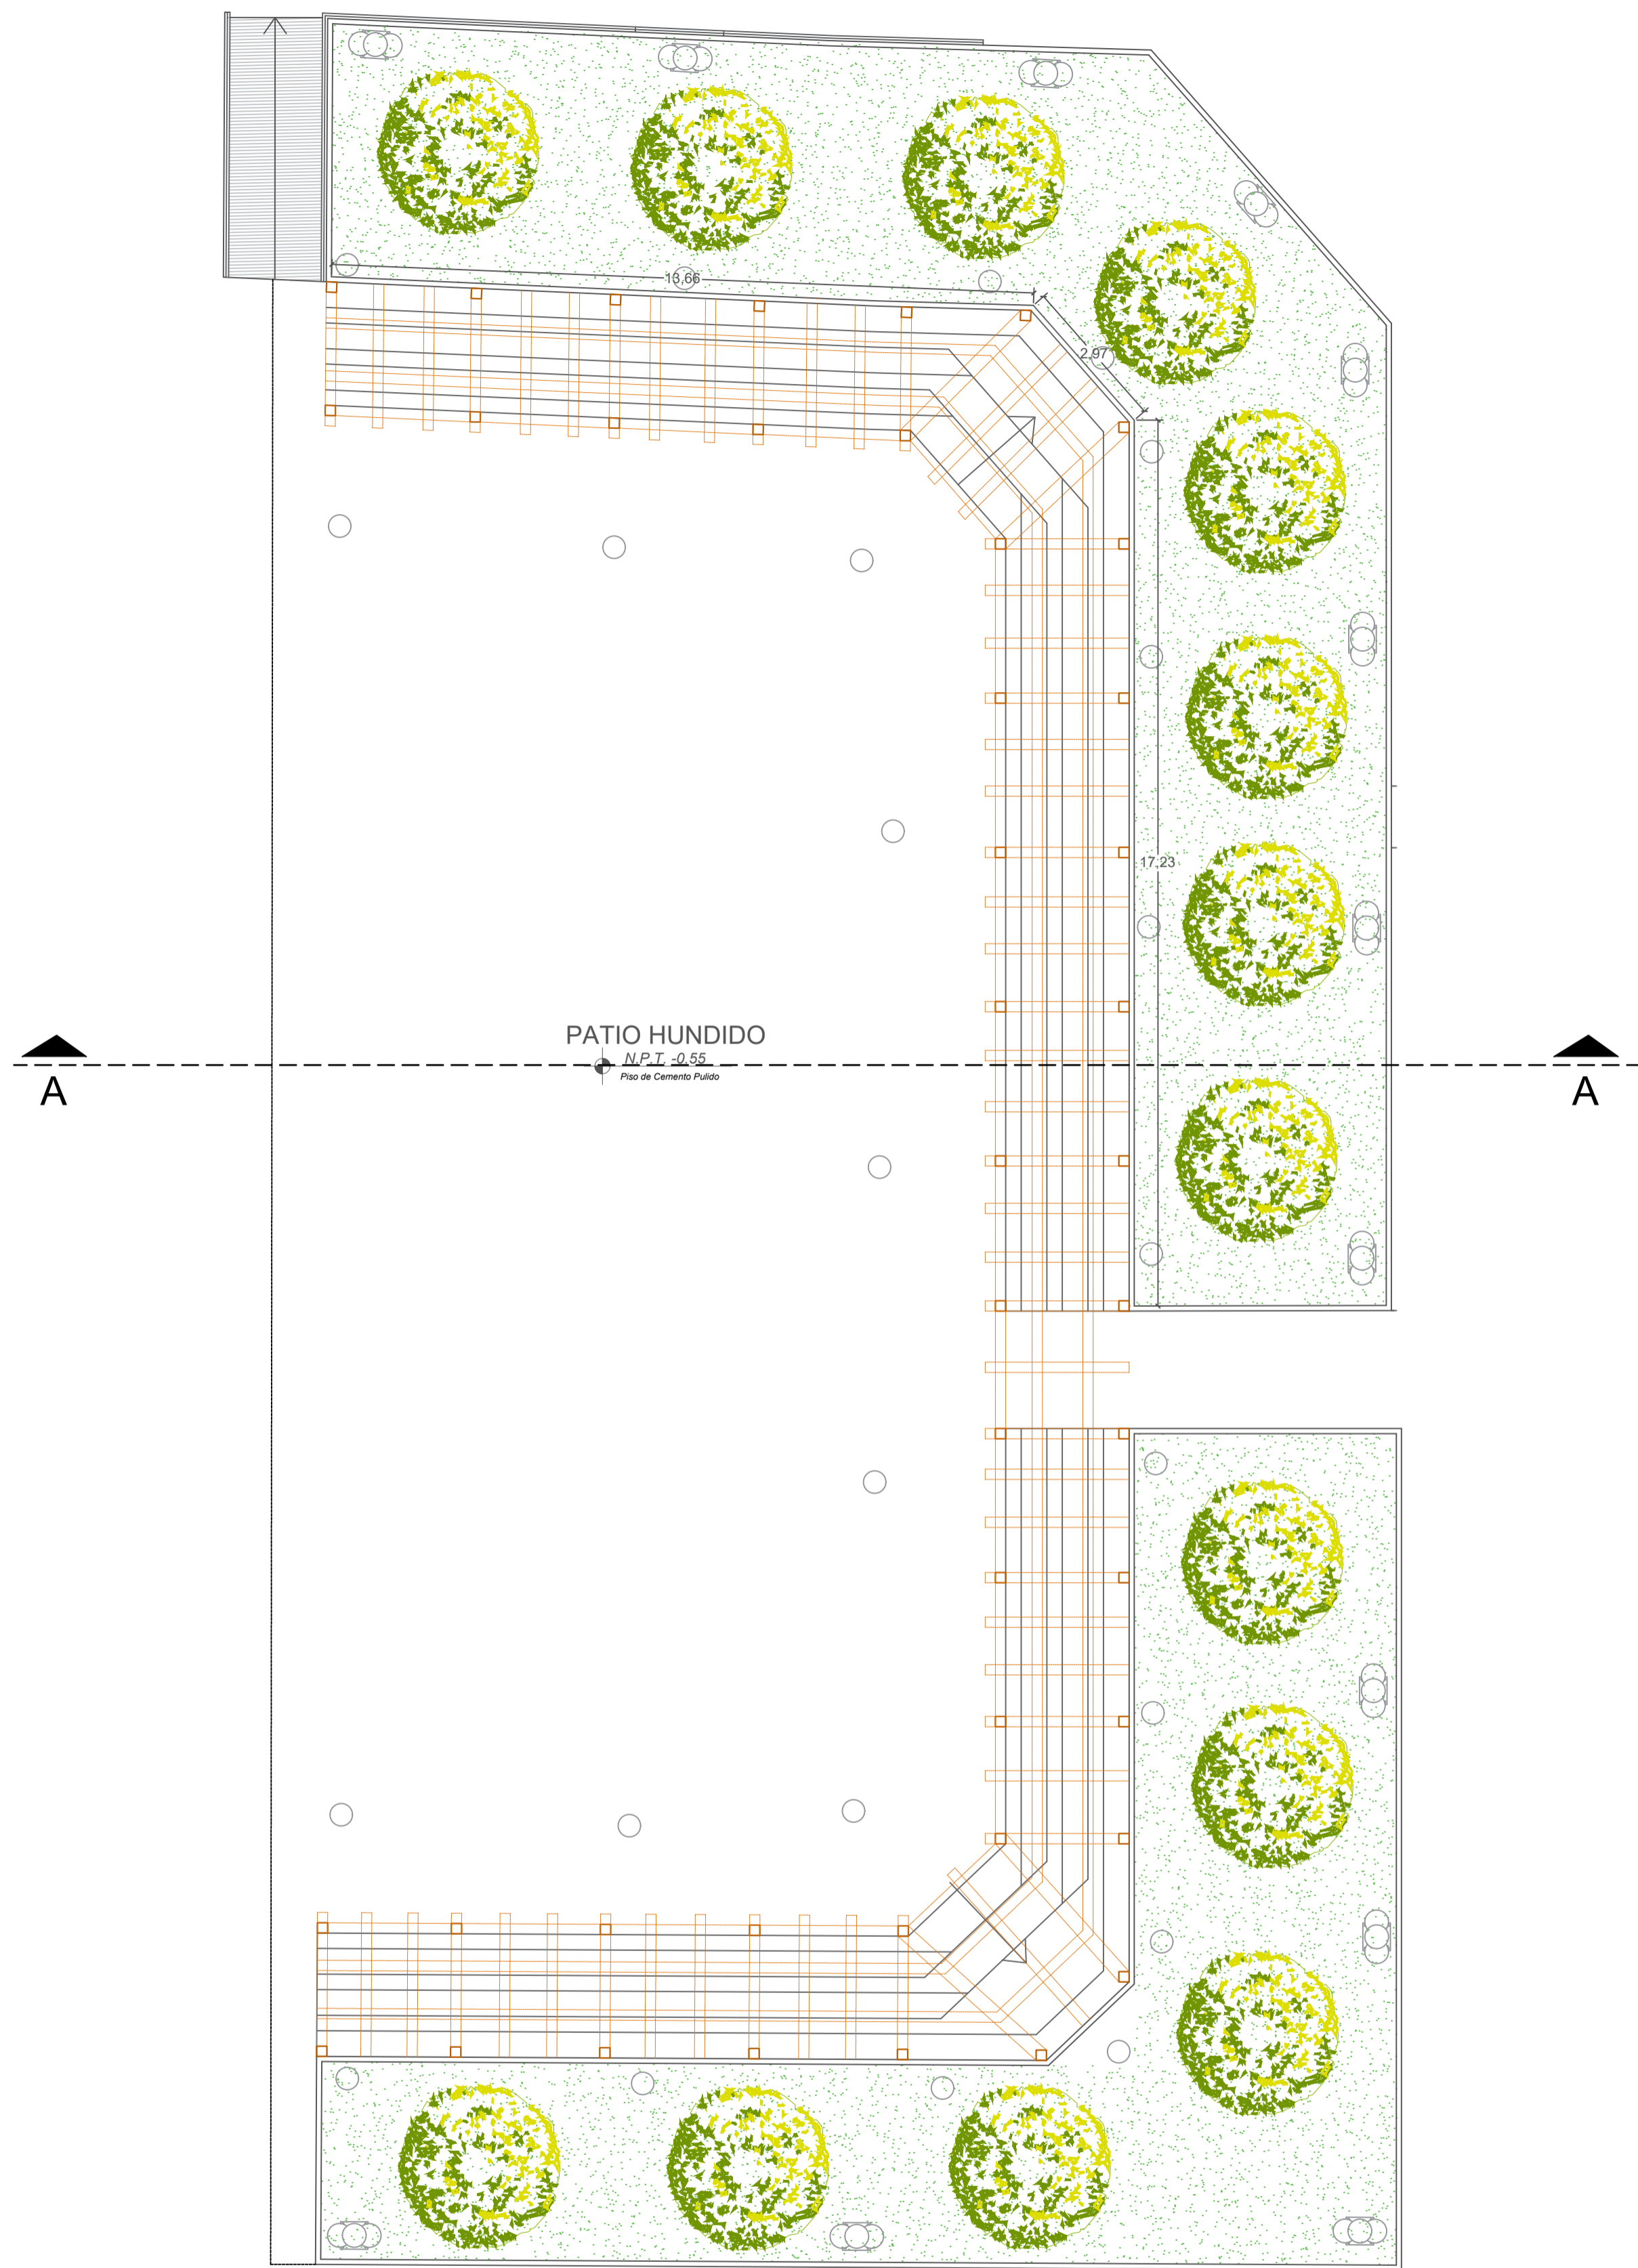 13,66
2,97
17,23
PATIO HUNDIDO
N.P.T. -0.55
Piso de Cemento Pulido
A
A